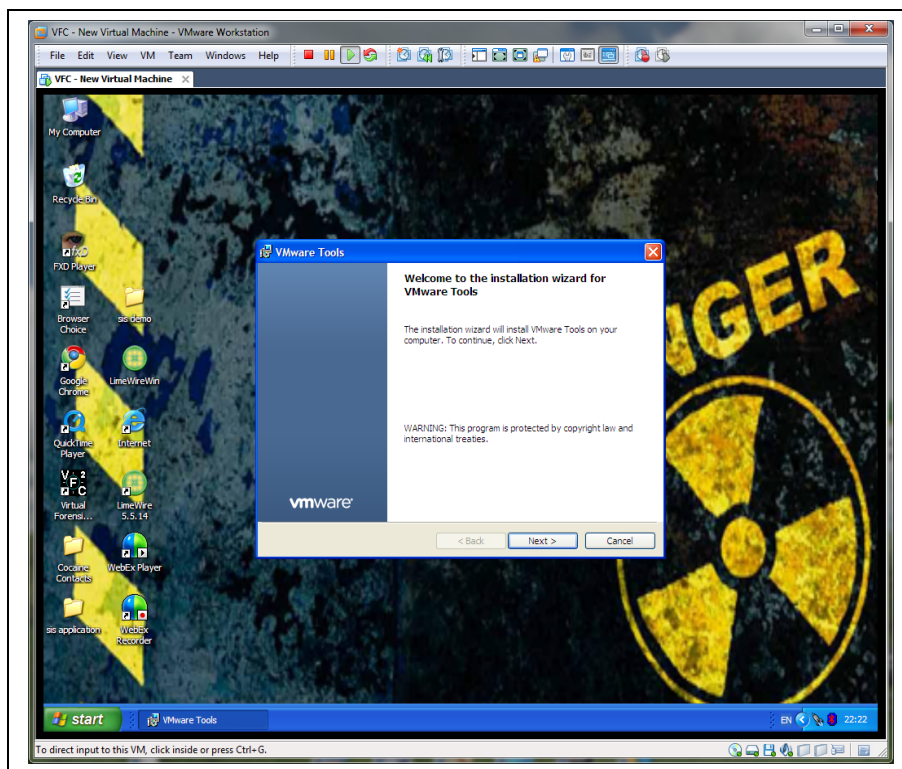 VFC - New Virtual Machine - VMware Workstation
File Edit View VM Team Windows Help
VFC - New Virtual Machine
My Computer
Recycle Bin
fxD
FXD Player
Browser
Choice
sis demo
Google
Chrome
LimeWireWin
QuickTime
Player
Internet
V 2
F
C
Virtual
Forensi...
LimeWire
5.5.14
Cocaine
Contacts
WebEx Player
sis application
WebEx
Recorder
VMware Tools
Welcome to the installation wizard for
VMware Tools
The installation wizard will install VMware Tools on your
computer. To continue, click Next.
WARNING: This program is protected by copyright law and
international treaties.
vmware
< Back Next > Cancel
NGER
start
VMware Tools
EN
22:22
To direct input to this VM, click inside or press Ctrl+G.